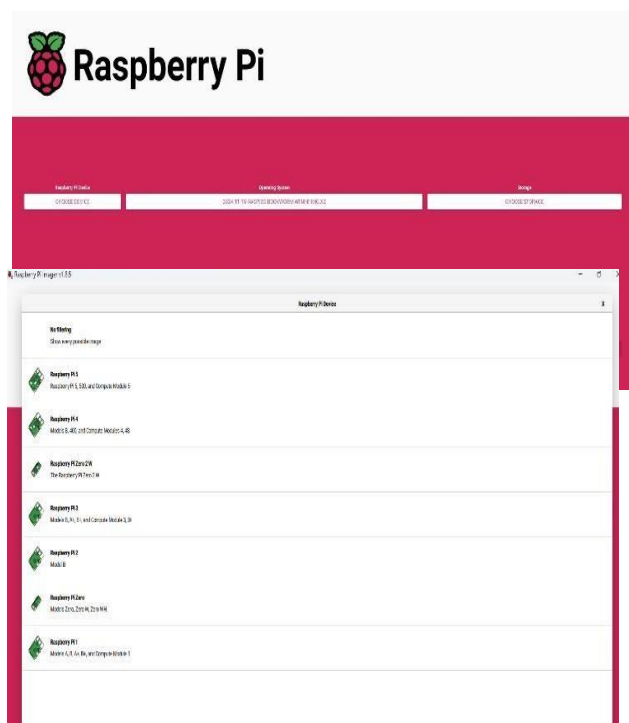 Raspberry Pi
Raspberry Pi Device
Operating System
Storage
CHOOSE DEVICE
CHOOSE STORAGE
Raspberry Pi Imager v1.8.5
Raspberry Pi Device
X
No filtering
Show every possible image
Raspberry Pi 5
Raspberry Pi 5, 500, and Compute Module 5
Raspberry Pi 4
Models B, 400, and Compute Modules 4, 4S
Raspberry Pi Zero 2 W
The Raspberry Pi Zero 2 W
Raspberry Pi 3
Models B, A+, B+, and Compute Module 3, 3+
Raspberry Pi 2
Model B
Raspberry Pi Zero
Models Zero, Zero W, Zero WH
Raspberry Pi 1
Models A, B, A+, B+, and Compute Module 1